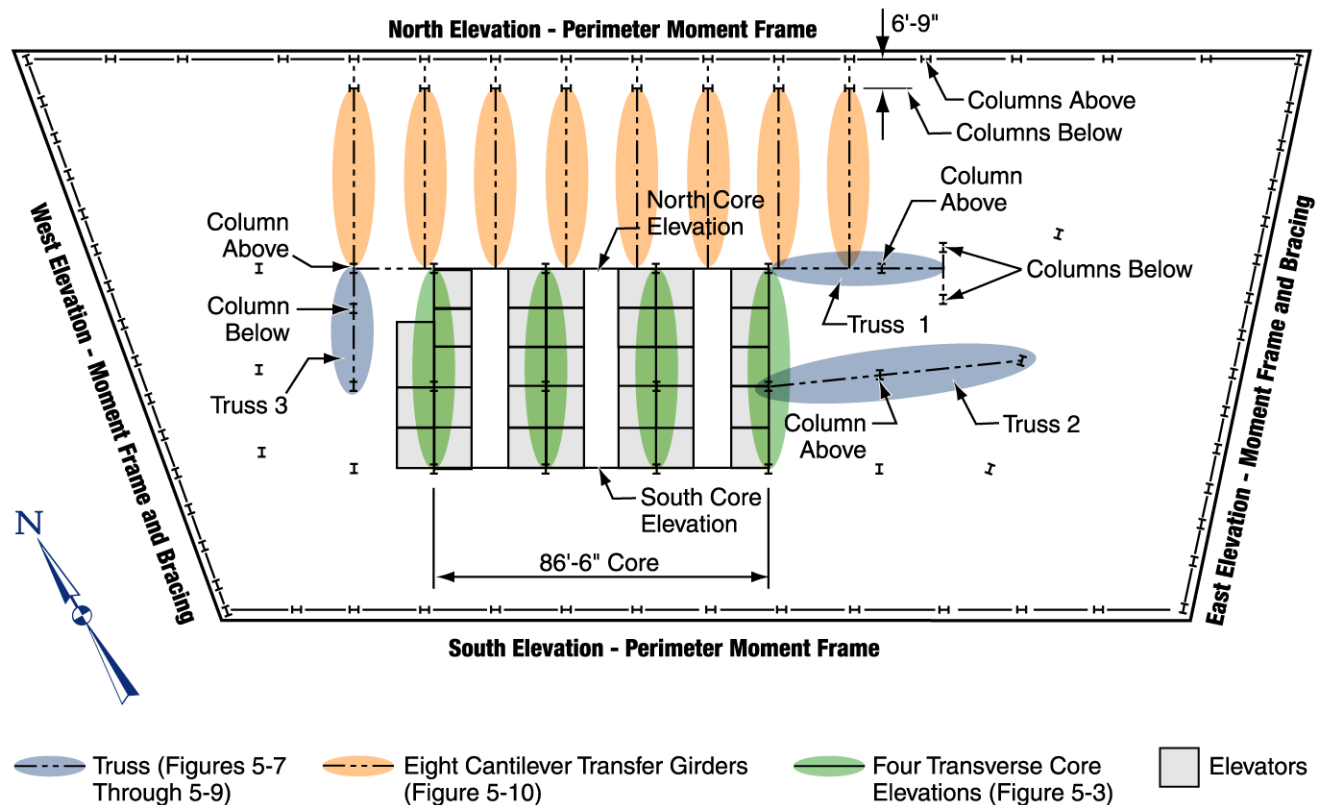 North Elevation - Perimeter Moment Frame
6'-9"
Columns Above
Columns Below
Column
Above
North Core
Elevation
Column
Above
Columns Below
Column
Below
Truss 1
Truss 3
Column
Above
Truss 2
West Elevation - Moment Frame and Bracing
East Elevation - Moment Frame and Bracing
South Core
Elevation
N
86'-6" Core
South Elevation - Perimeter Moment Frame
Truss (Figures 5-7
Through 5-9)
Eight Cantilever Transfer Girders
(Figure 5-10)
Four Transverse Core
Elevations (Figure 5-3)
Elevators